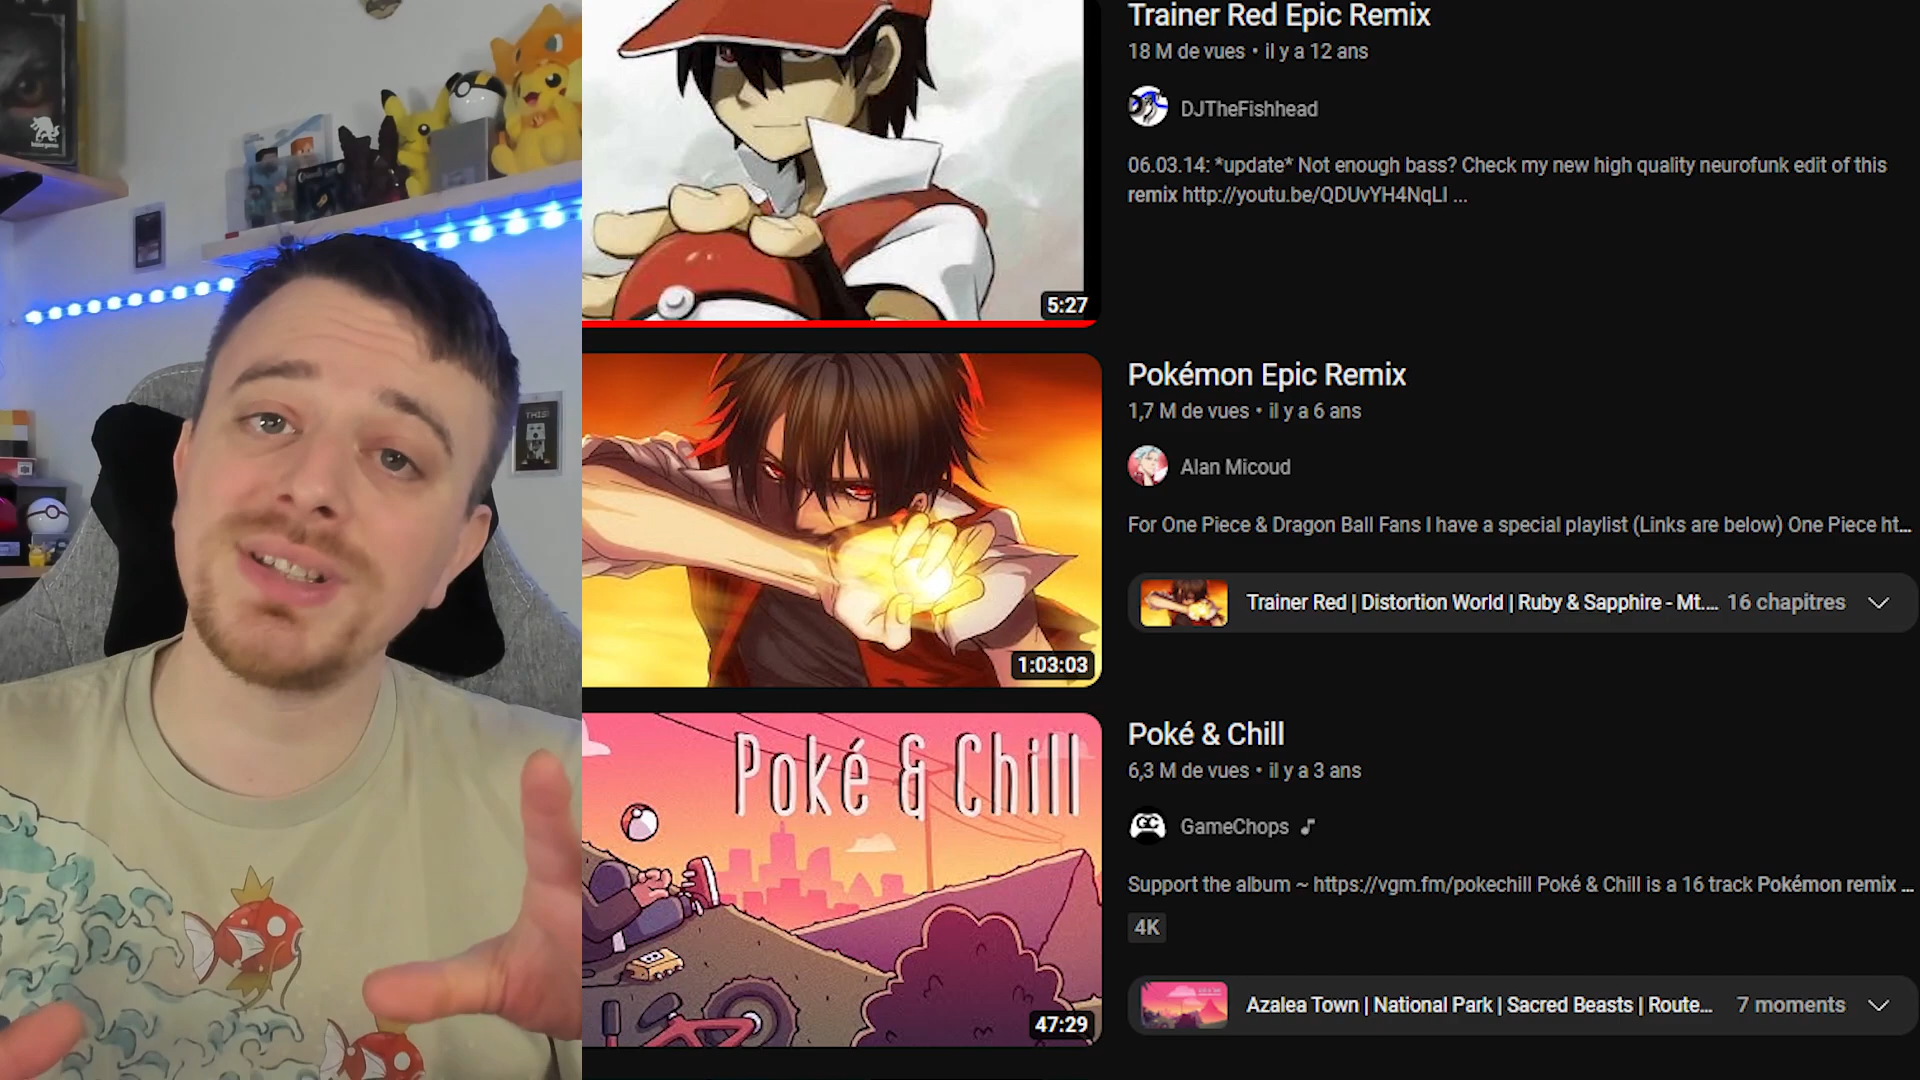 Trainer Red Epic Remix
18 M de vues • il y a 12 ans
DJTheFishhead
06.03.14: *update* Not enough bass? Check my new high quality neurofunk edit of this
remix http://youtu.be/QDUvYH4NqLI ...
5:27
THIS!
Pokémon Epic Remix
1,7 M de vues • il y a 6 ans
Alan Micoud
For One Piece & Dragon Ball Fans I have a special playlist (Links are below) One Piece ht...
Trainer Red | Distortion World | Ruby & Sapphire - Mt.... 16 chapitres
1:03:03
Poké & Chill
Poké & Chill
6,3 M de vues • il y a 3 ans
GameChops
Support the album ~ https://vgm.fm/pokechill Poké & Chill is a 16 track Pokémon remix ...
4K
Azalea Town | National Park | Sacred Beasts | Route... 7 moments
47:29